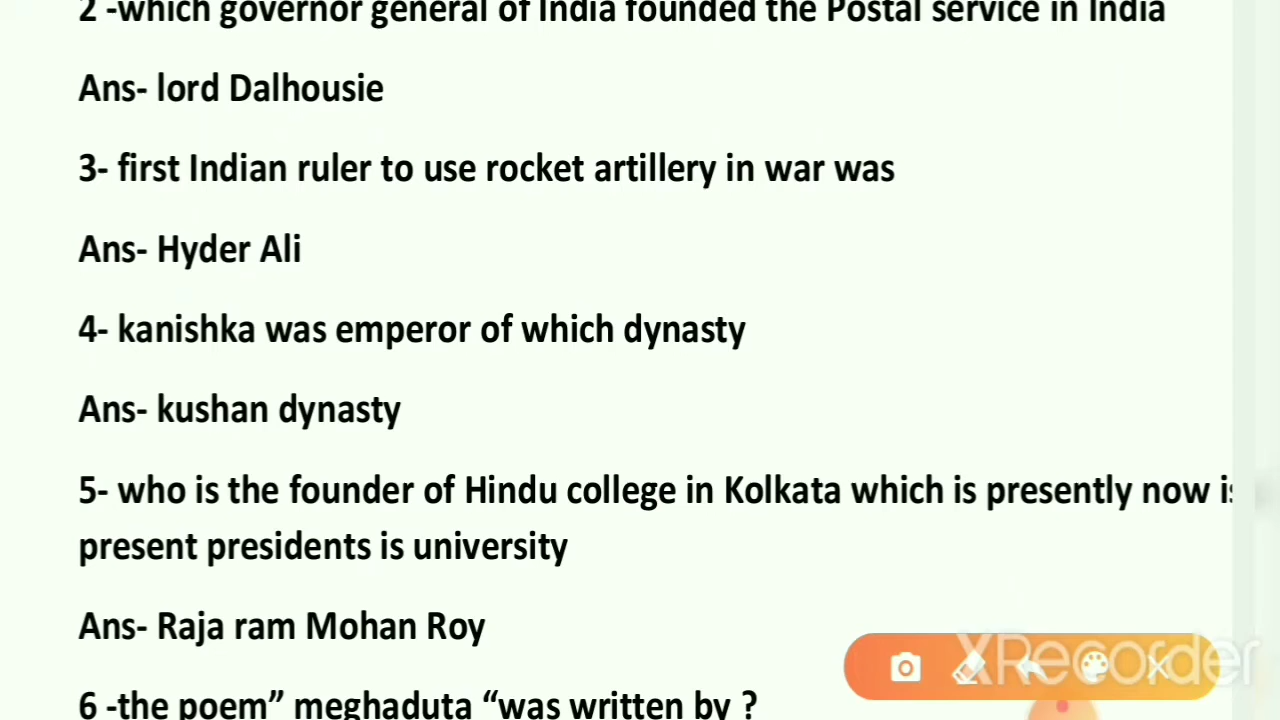 2 -which governor general of India founded the Postal service in India
Ans- lord Dalhousie
3- first Indian ruler to use rocket artillery in war was
Ans- Hyder Ali
4- kanishka was emperor of which dynasty
Ans- kushan dynasty
5- who is the founder of Hindu college in Kolkata which is presently now is
present presidents is university
Ans- Raja ram Mohan Roy
XRecorder
6 -the poem” meghaduta “was written by ?